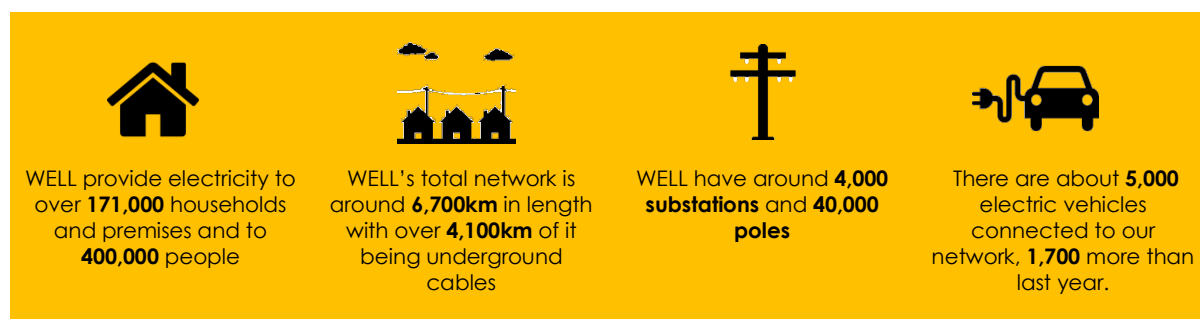 WELL provide electricity to
over 171,000 households
and premises and to
400,000 people
WELL’s total network is
around 6,700km in length
with over 4,100km of it
being underground
cables
WELL have around 4,000
substations and 40,000
poles
There are about 5,000
electric vehicles
connected to our
network, 1,700 more than
last year.